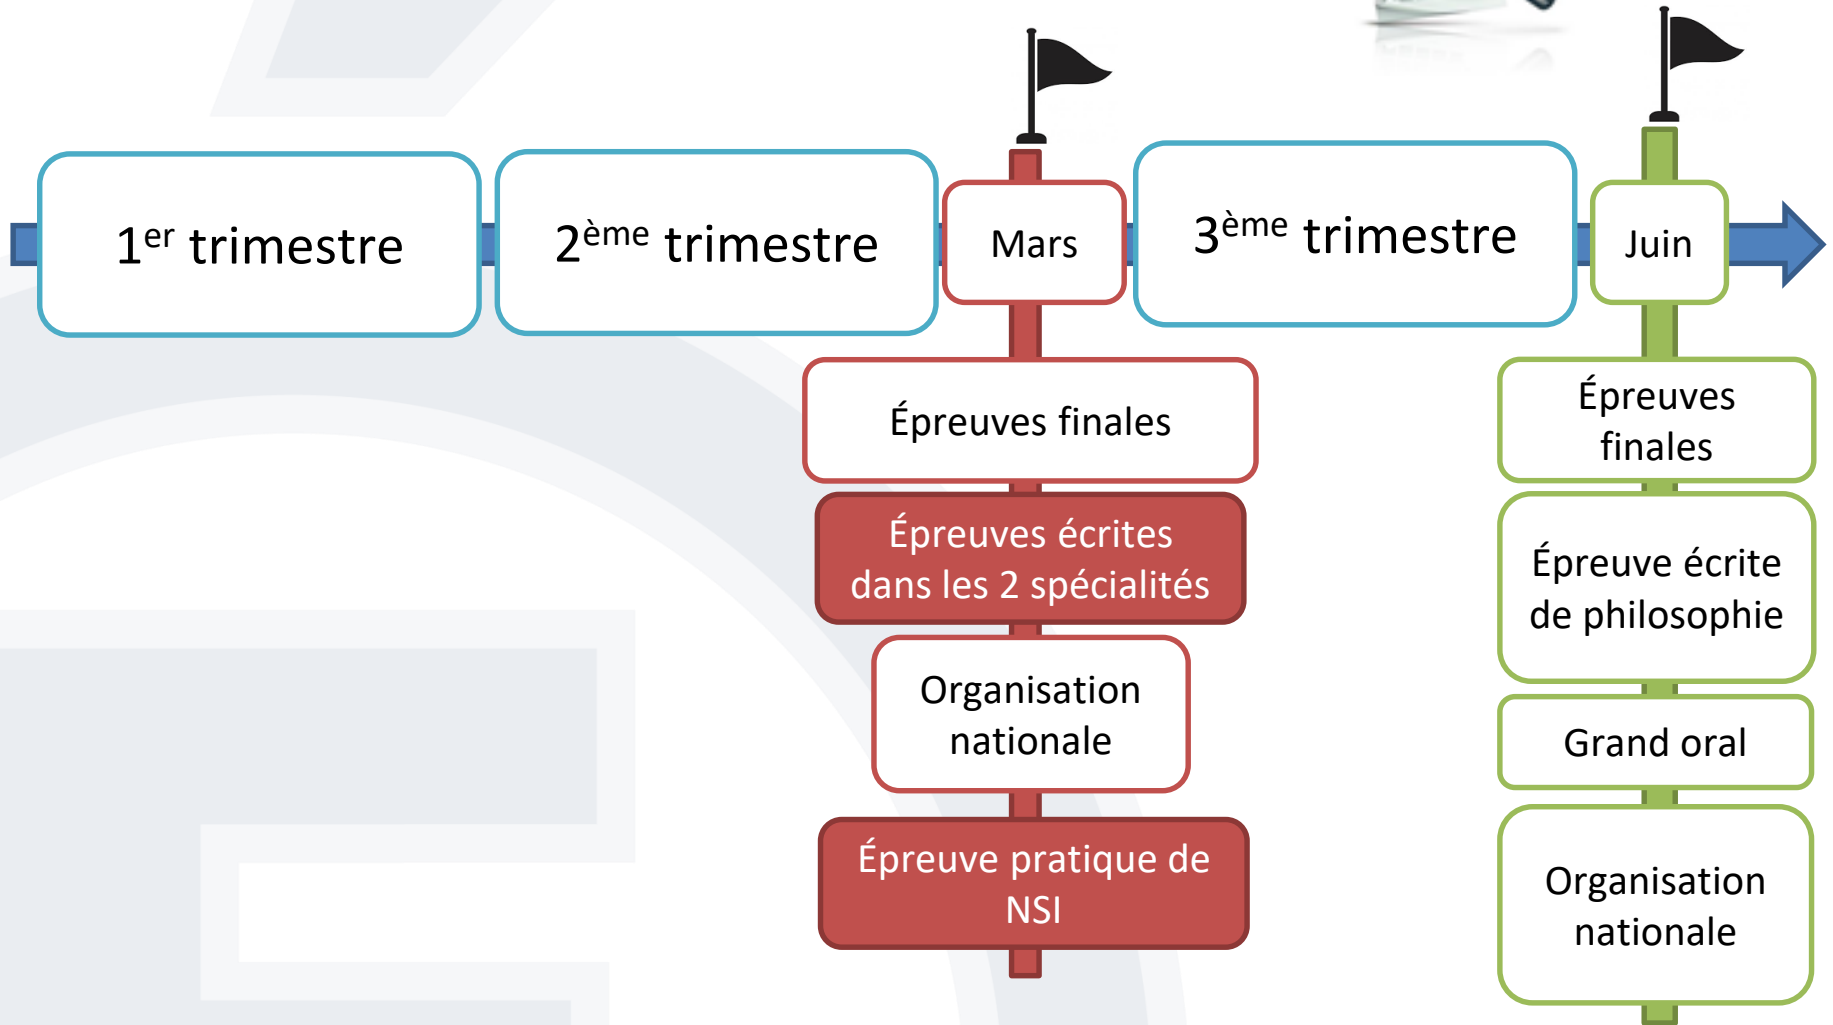 1er trimestre
2ème trimestre
Mars
3ème trimestre
Juin
Épreuves finales
Épreuves écrites
dans les 2 spécialités
Organisation
nationale
Épreuve pratique de
NSI
Épreuves
finales
Épreuve écrite
de philosophie
Grand oral
Organisation
nationale